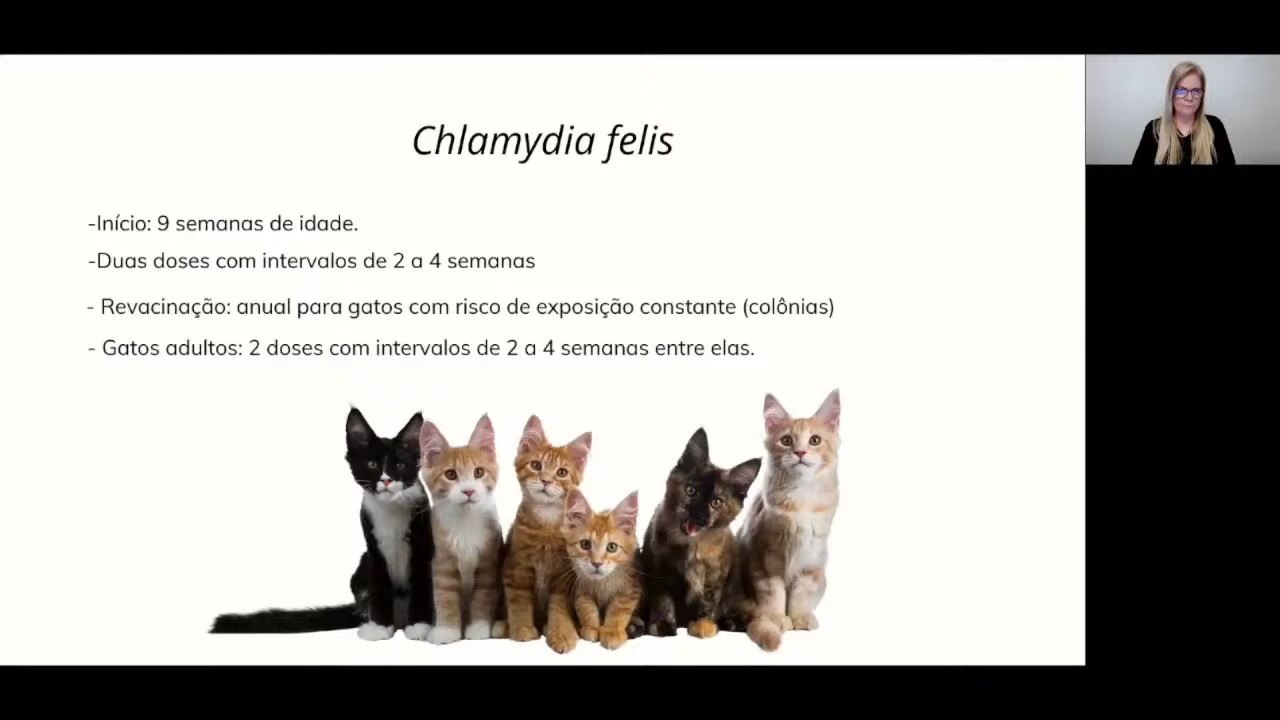 Chlamydia felis
-Início: 9 semanas de idade.
-Duas doses com intervalos de 2 a 4 semanas
- Revacinação: anual para gatos com risco de exposição constante (colônias)
- Gatos adultos: 2 doses com intervalos de 2 a 4 semanas entre elas.